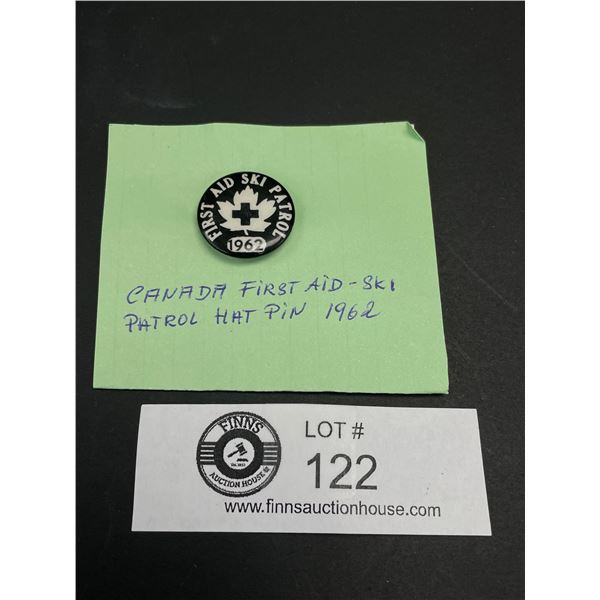 FIRST AID SKI PATROL
1962
CANADA FIRST AID - SKI
PATROL HAT PIN 1962
FINNS
AUCTION HOUSE
LOT #
122
www.finnsauctionhouse.com